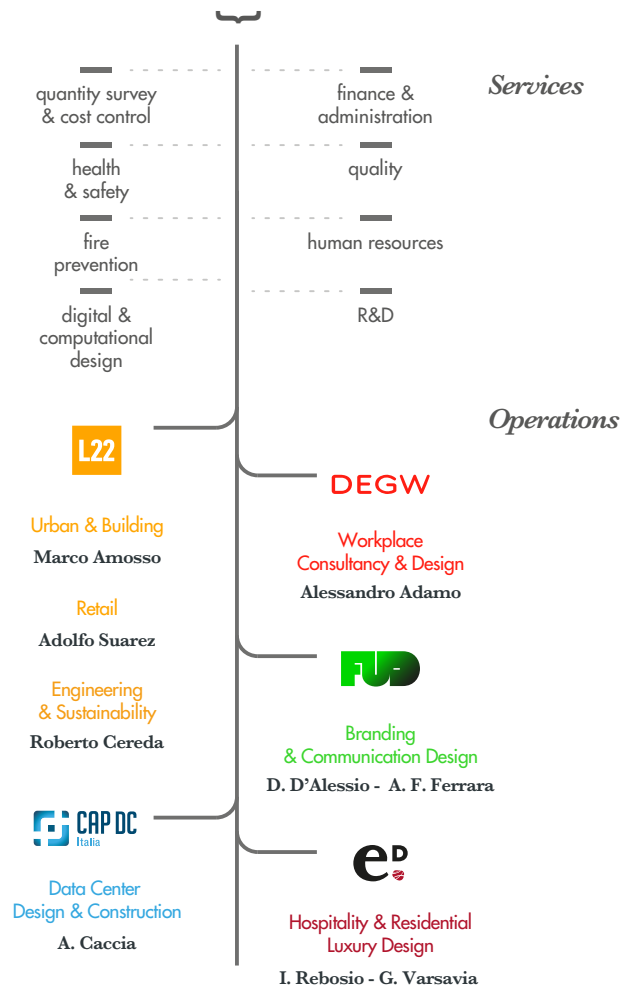 Services
quantity survey
& cost control
finance &
administration
health
& safety
quality
fire
prevention
human resources
digital &
computational
design
R&D
Operations
L22
Urban & Building
Marco Amosso
Retail
Adolfo Suarez
Engineering
& Sustainability
Roberto Cereda
DEGW
Workplace
Consultancy & Design
Alessandro Adamo
FUD
Branding
& Communication Design
D. D'Alessio - A. F. Ferrara
CAP DC
Italia
Data Center
Design & Construction
A. Caccia
eD
Hospitality & Residential
Luxury Design
I. Rebosio - G. Varsavia